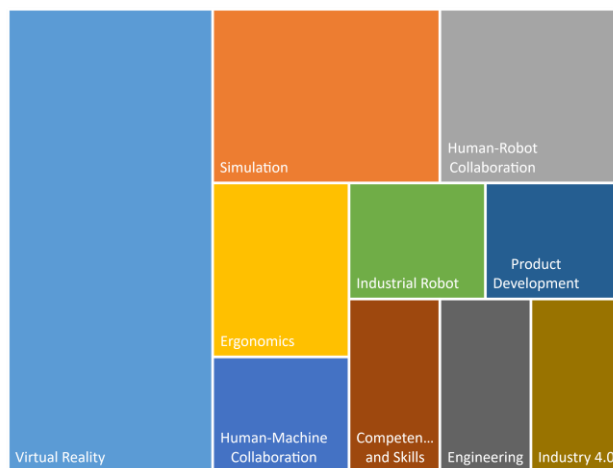 Virtual Reality
Simulation
Human-Robot
Collaboration
Ergonomics
Industrial Robot
Product
Development
Human-Machine
Collaboration
Competen...
and Skills
Engineering
Industry 4.0